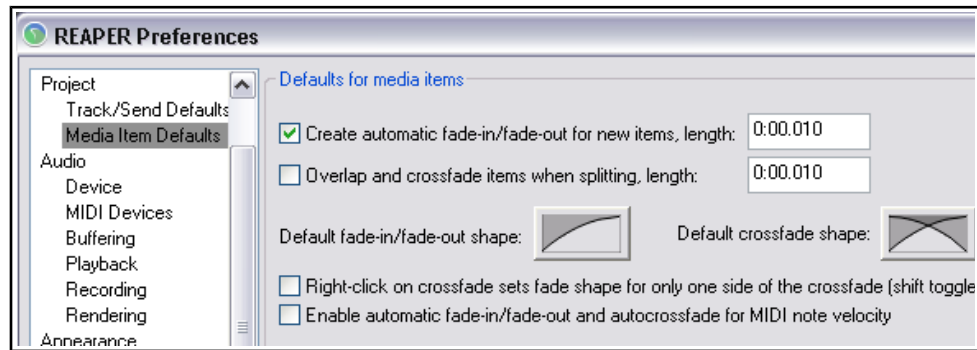 REAPER Preferences
Project
Track/Send Defaults
Media Item Defaults
Audio
Device
MIDI Devices
Buffering
Playback
Recording
Rendering
Appearance
Defaults for media items
Create automatic fade-in/fade-out for new items, length: 0:00.010
Overlap and crossfade items when splitting, length: 0:00.010
Default fade-in/fade-out shape: Default crossfade shape:
Right-click on crossfade sets fade shape for only one side of the crossfade (shift toggle
Enable automatic fade-in/fade-out and autocrossfade for MIDI note velocity